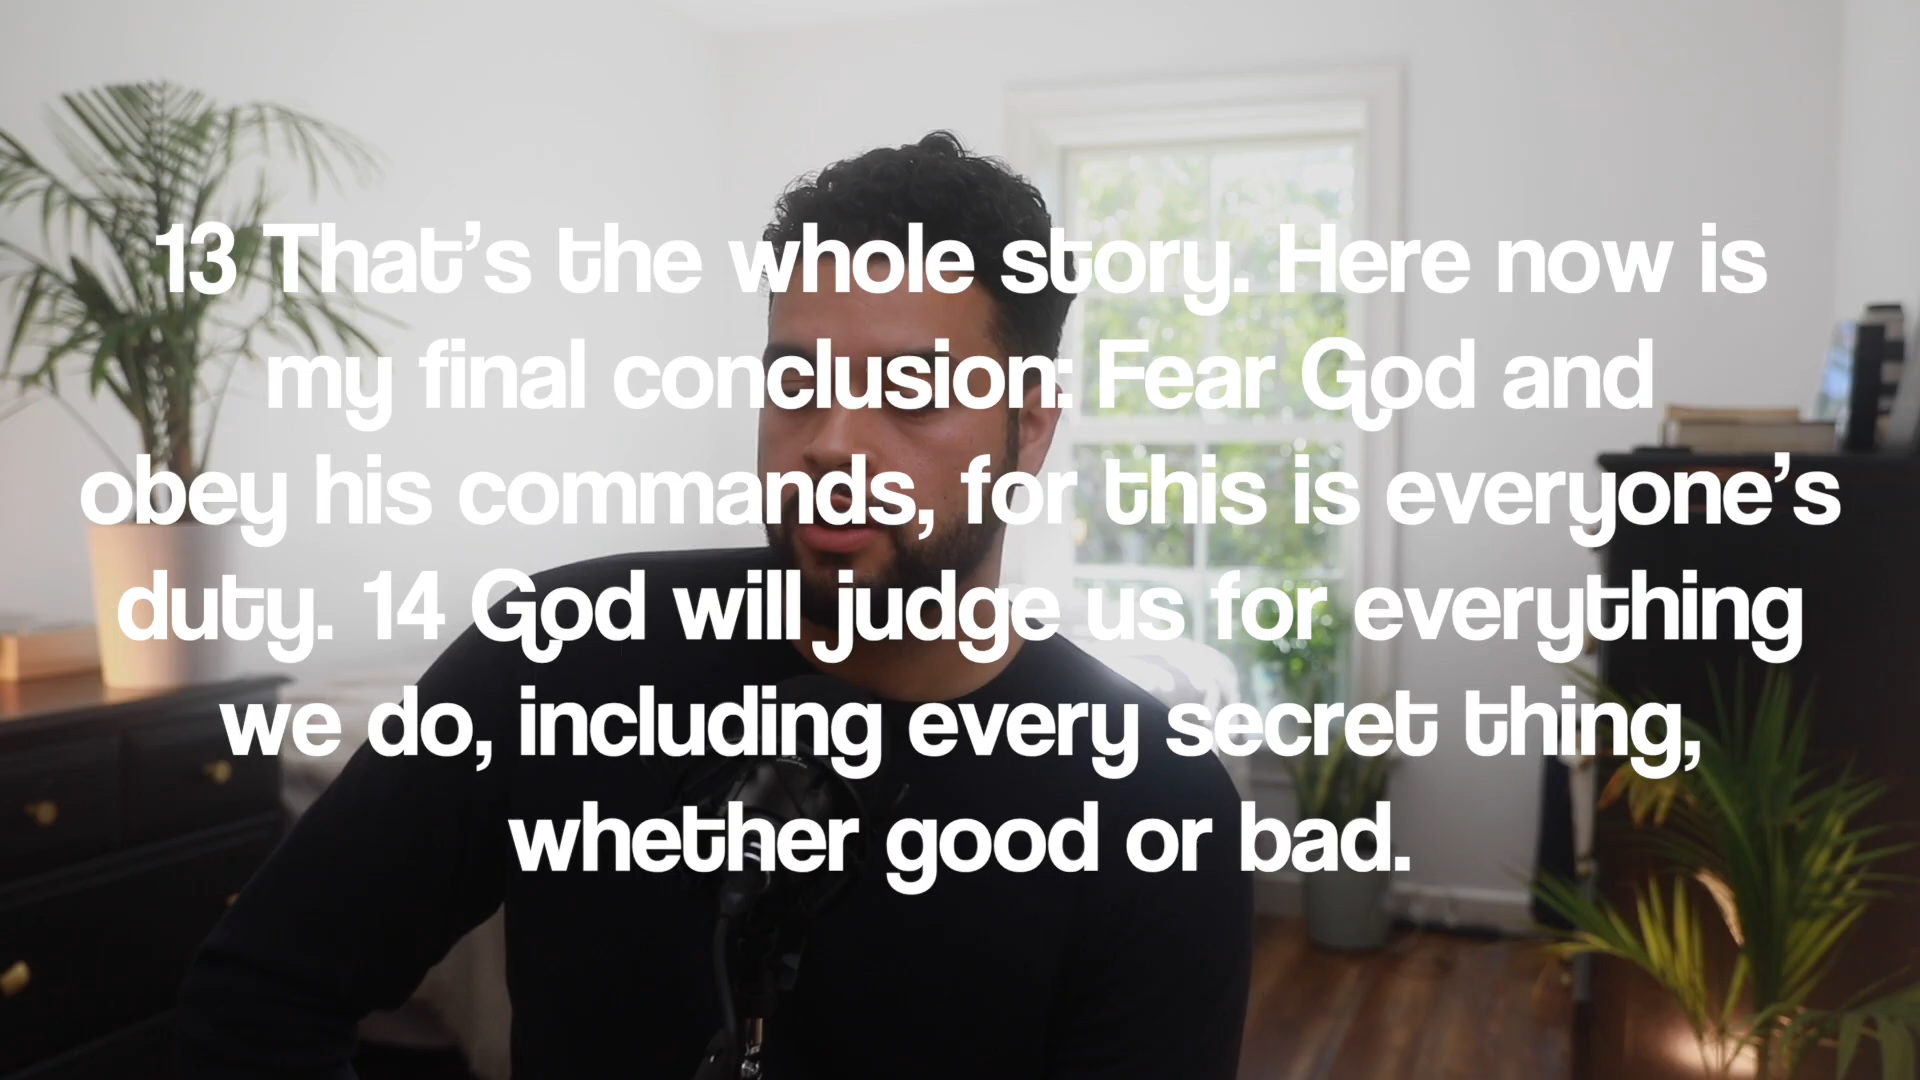 13 That’s the whole story. Here now is
my final conclusion: Fear God and
obey his commands, for this is everyone’s
duty. 14 God will judge us for everything
we do, including every secret thing,
whether good or bad.